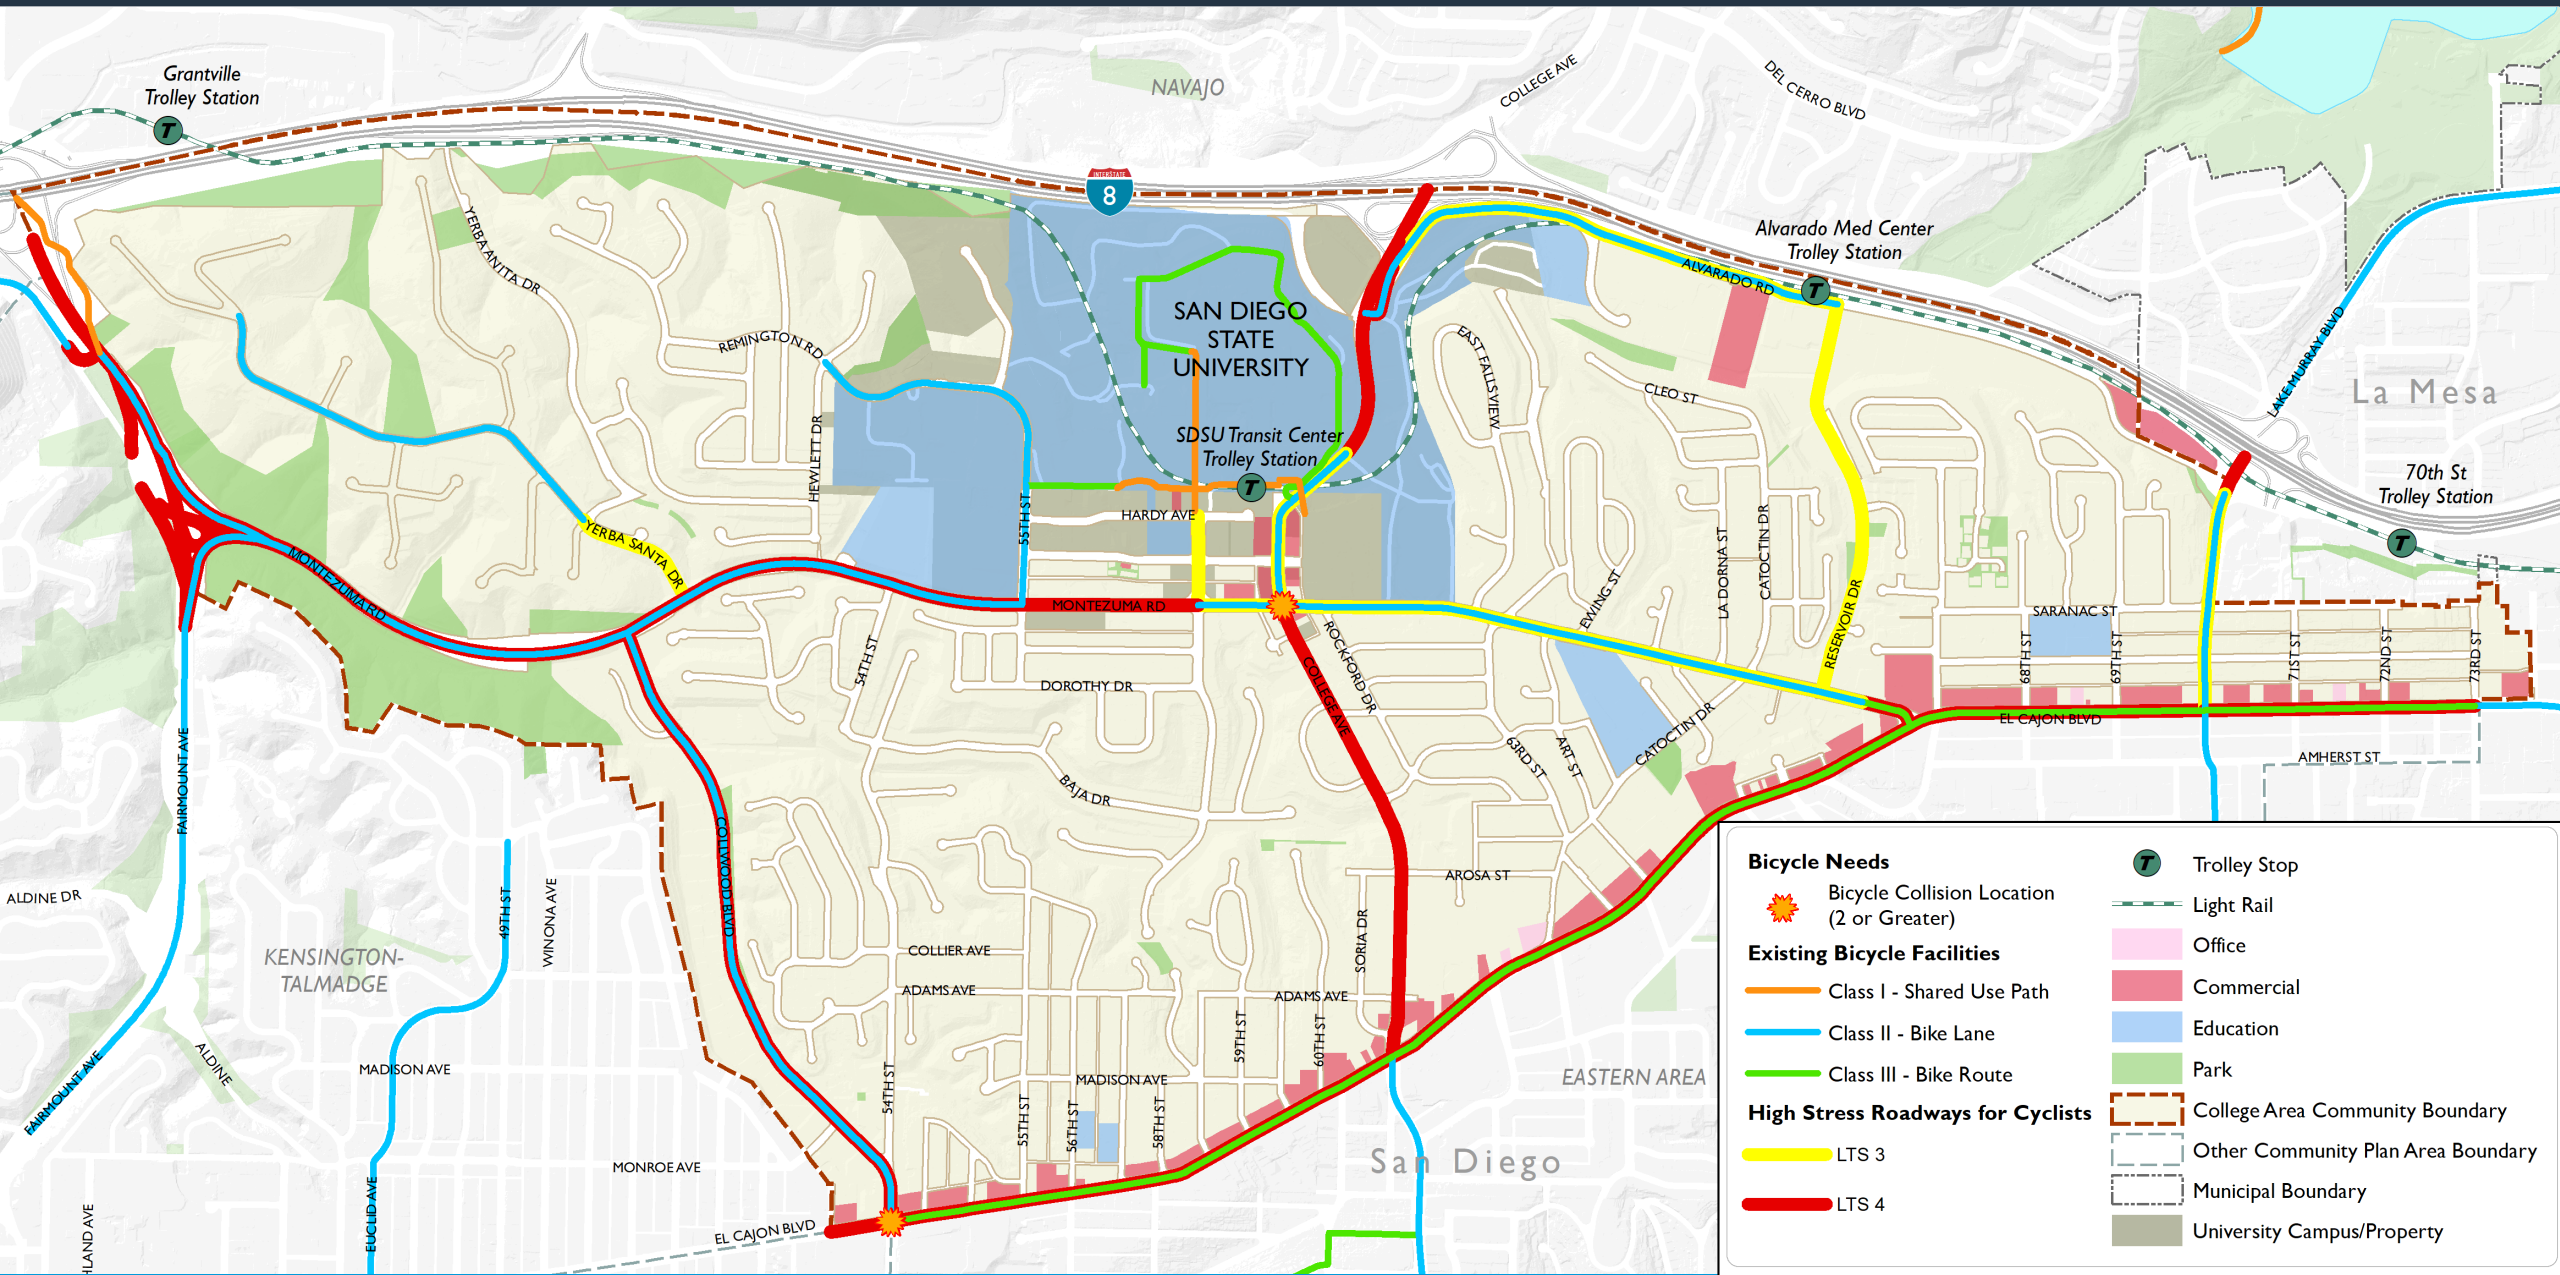 Grantville
Trolley Station
NAVAJO
COLLEGE AVE
DEL CERRO BLVD
INTERSTATE
8
YERBA ANITA DR
Alvarado Med Center
Trolley Station
ALVARADO RD
SAN DIEGO
STATE
UNIVERSITY
REMINGTON RD
EAST FALLSVIEW
CLEO ST
LAKE MURRAY BLVD
La Mesa
HEWLETT DR
SDSU Transit Center
Trolley Station
70th St
Trolley Station
55TH ST
HARDY AVE
YERBA SANTA DR
MONTEZUMA RD
MONTEZUMA RD
LA DORNA ST
CATOCTIN DR
EWING ST
RESERVOIR DR
SARANAC ST
68TH ST
69TH ST
71ST ST
72ND ST
73RD ST
54TH ST
DOROTHY DR
ROCKFORD DR
COLLEGE AVE
EL CAJON BLVD
AMHERST ST
CATOCTIN DR
63RD ST
ART ST
BAJA DR
FAIRMOUNT AVE
COLLWOOD BLVD
AROSA ST
ALDINE DR
49TH ST
WINONA AVE
KENSINGTON-
TALMADGE
COLLIER AVE
SORIA DR
ADAMS AVE
ADAMS AVE
59TH ST
60TH ST
ALDINE
FAIRMOUNT AVE
MADISON AVE
54TH ST
MADISON AVE
55TH ST
56TH ST
58TH ST
EASTERN AREA
San Diego
MONROE AVE
EUCLID AVE
HLAND AVE
EL CAJON BLVD
Bicycle Needs
Bicycle Collision Location
(2 or Greater)
Existing Bicycle Facilities
Class I - Shared Use Path
Class II - Bike Lane
Class III - Bike Route
High Stress Roadways for Cyclists
LTS 3
LTS 4
T
Trolley Stop
Light Rail
Office
Commercial
Education
Park
College Area Community Boundary
Other Community Plan Area Boundary
Municipal Boundary
University Campus/Property